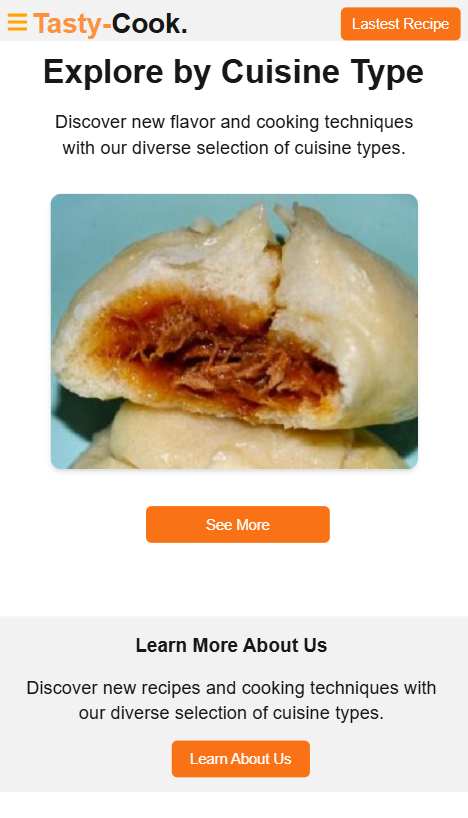 Tasty-Cook.
Lastest Recipe
Explore by Cuisine Type
Discover new flavor and cooking techniques
with our diverse selection of cuisine types.
See More
Learn More About Us
Discover new recipes and cooking techniques with
our diverse selection of cuisine types.
Learn About Us